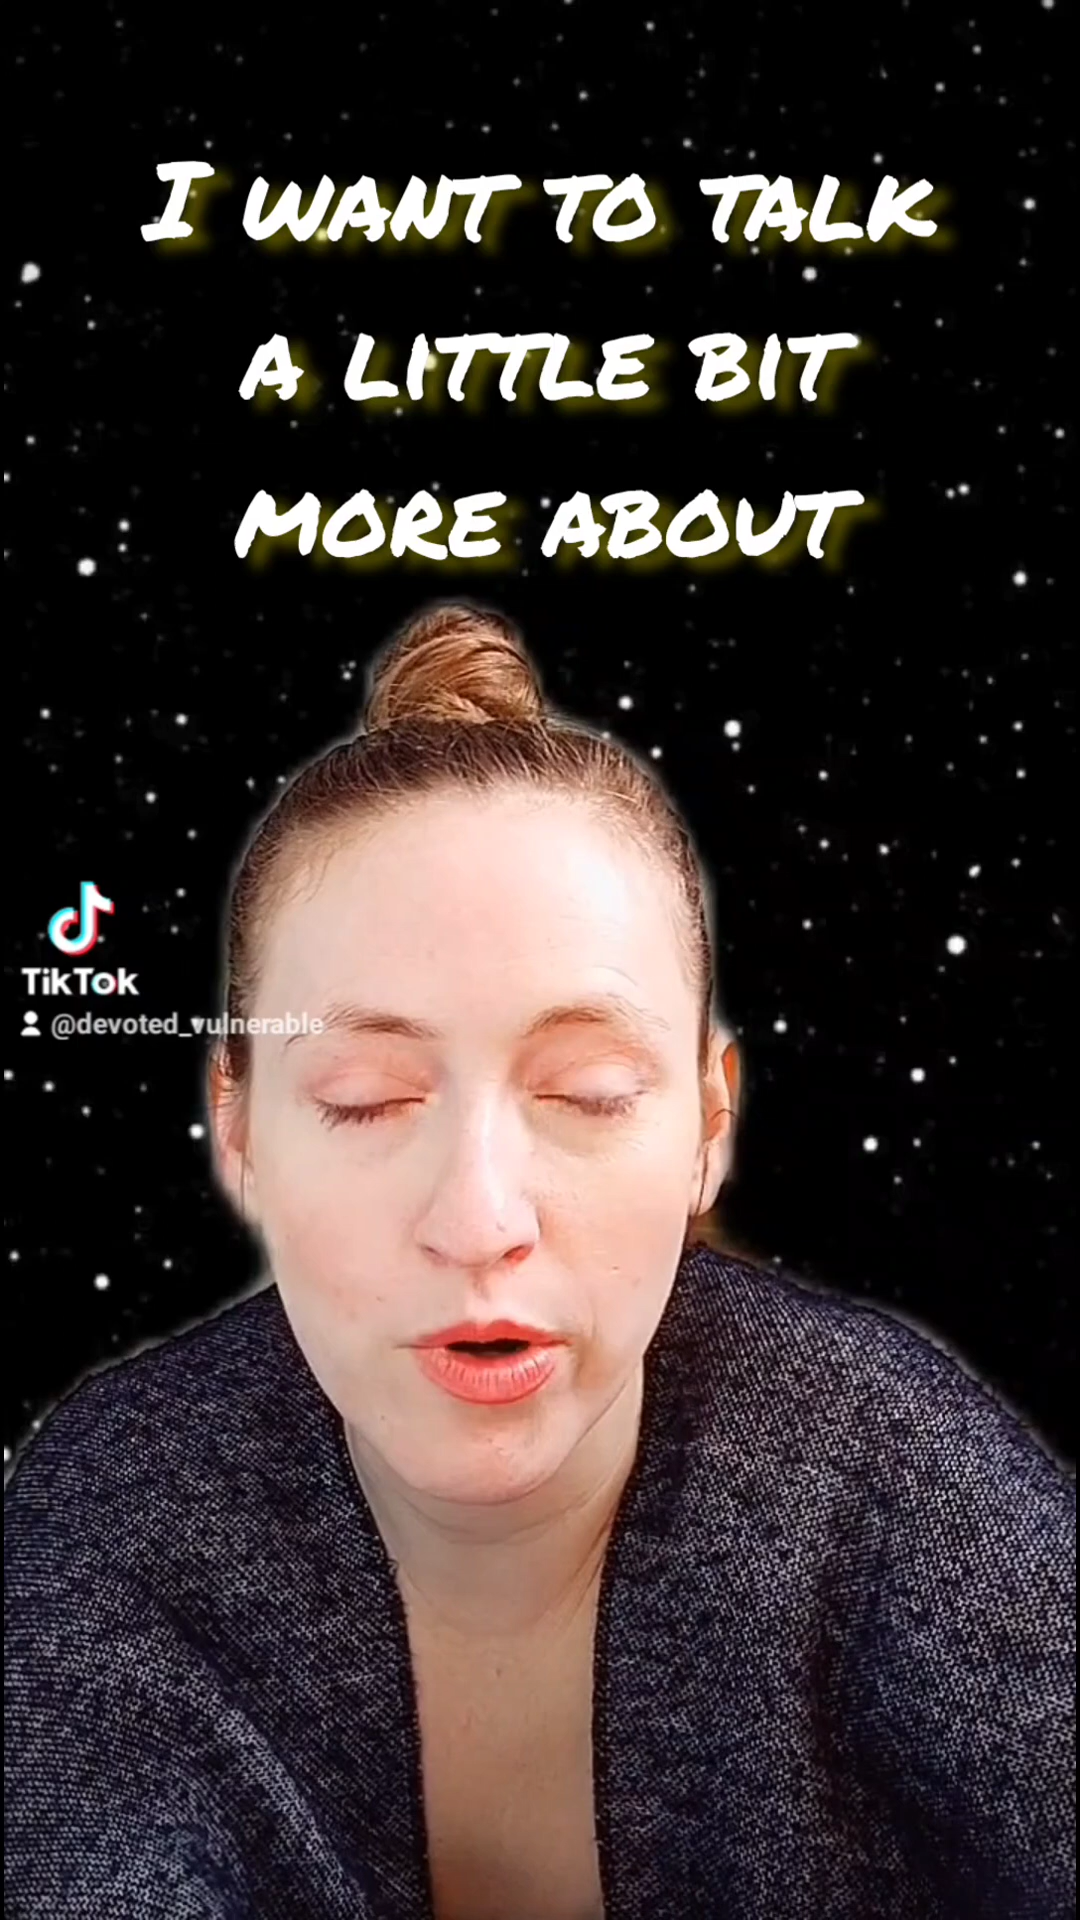 I WANT TO TALK
A LITTLE BIT
MORE ABOUT
TikTok
@devoted_vulnerable